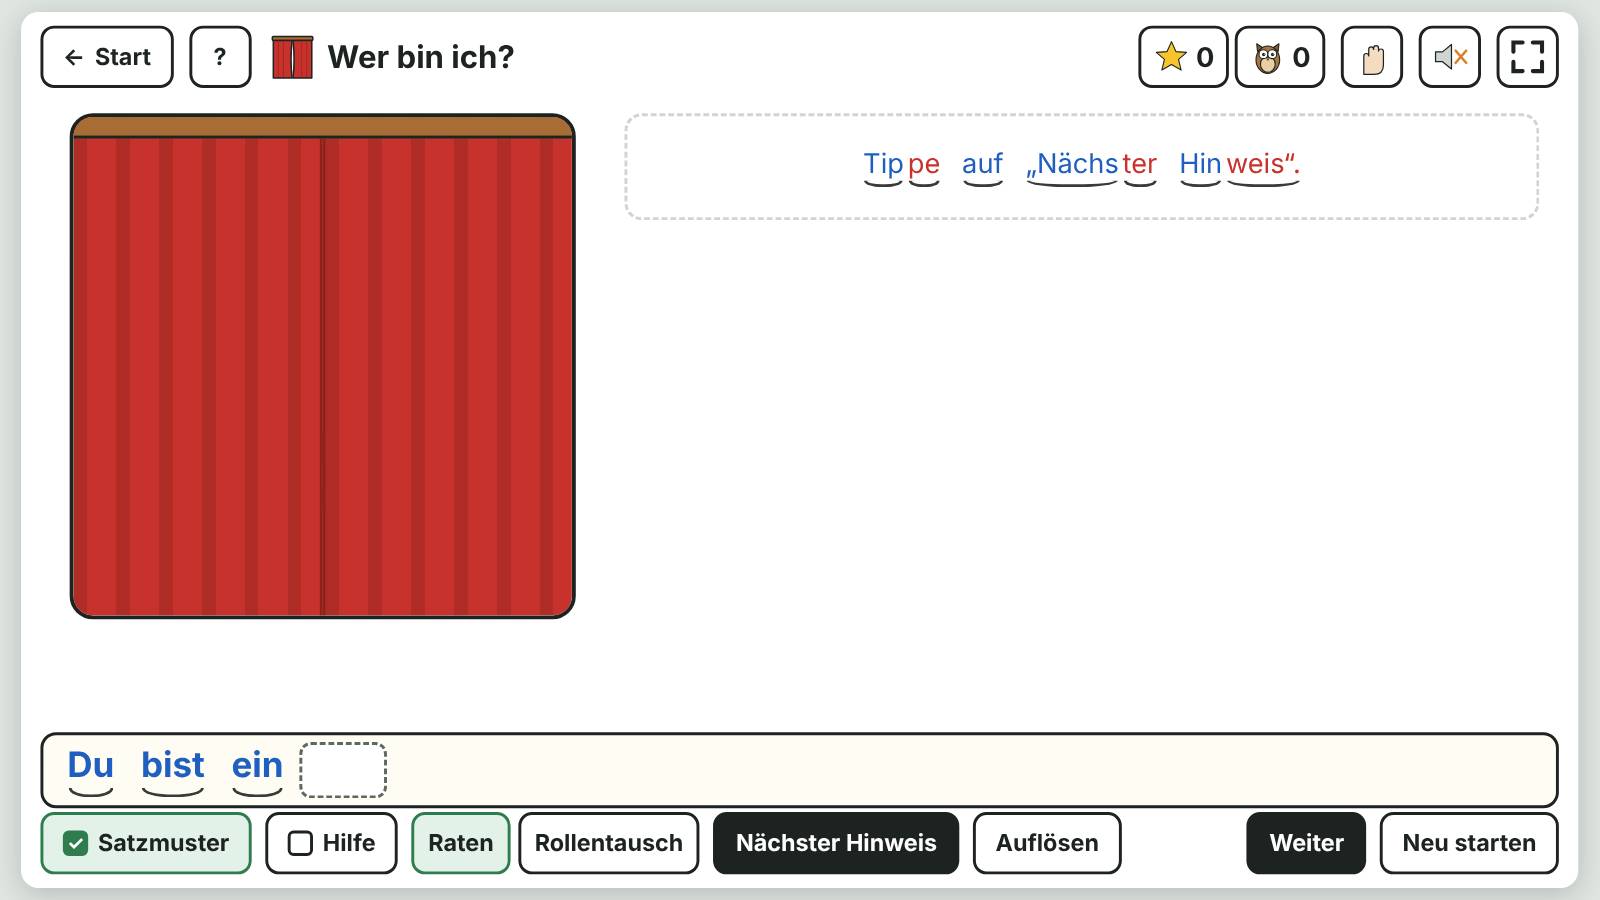 ← Start
?
Wer bin ich?
0
0
Tippe auf „Nächster Hinweis“.
Du bist ein
Satzmuster
Hilfe
Raten
Rollentausch
Nächster Hinweis
Auflösen
Weiter
Neu starten